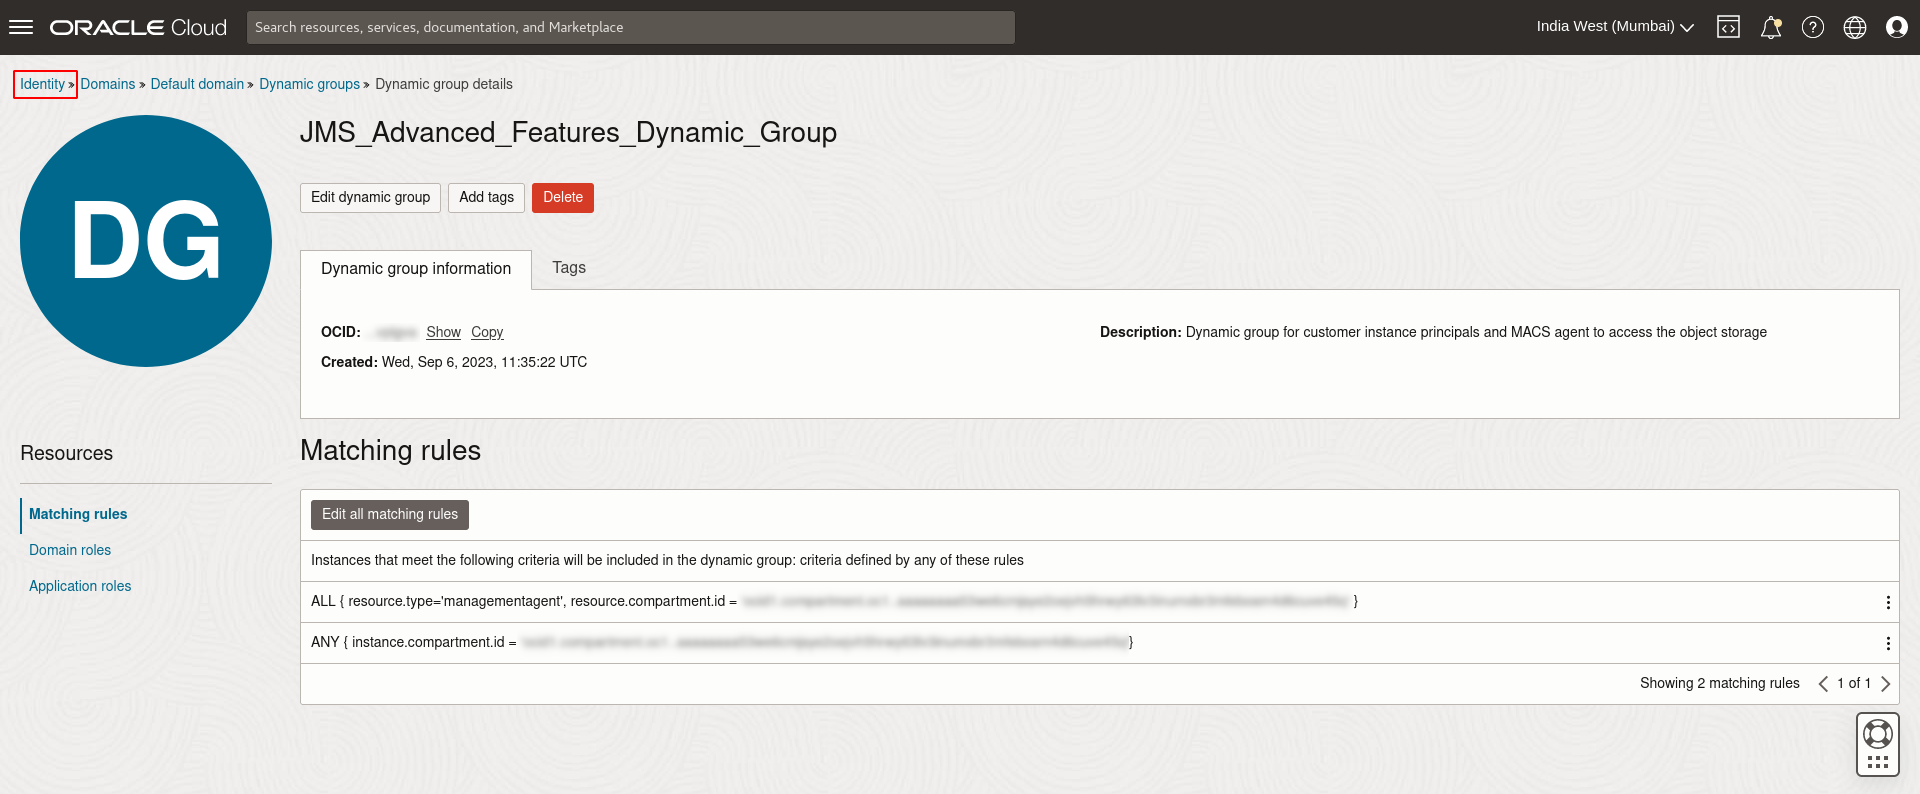 ORACLE Cloud
Search resources, services, documentation, and Marketplace
India West (Mumbai)
Identity » Domains » Default domain » Dynamic groups » Dynamic group details
DG
JMS_Advanced_Features_Dynamic_Group
Edit dynamic group Add tags Delete
Dynamic group information Tags
OCID: Show Copy
Description: Dynamic group for customer instance principals and MACS agent to access the object storage
Created: Wed, Sep 6, 2023, 11:35:22 UTC
Resources
Matching rules
Domain roles
Application roles
Matching rules
Edit all matching rules
Instances that meet the following criteria will be included in the dynamic group: criteria defined by any of these rules
ALL { resource.type='managementagent', resource.compartment.id = }
ANY { instance.compartment.id = }
Showing 2 matching rules 1 of 1